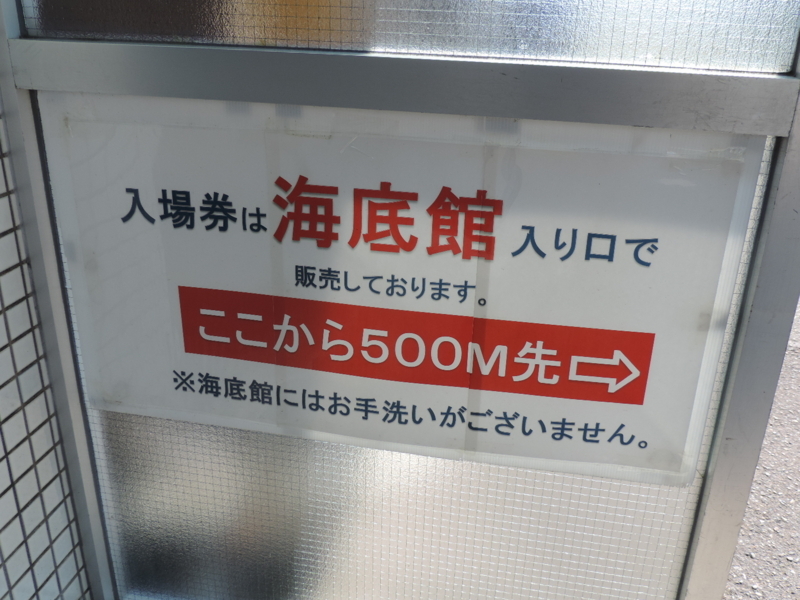 入場券は海底館入り口で
販売しております。
ここから500M先⇨
※海底館にはお手洗いがございません。